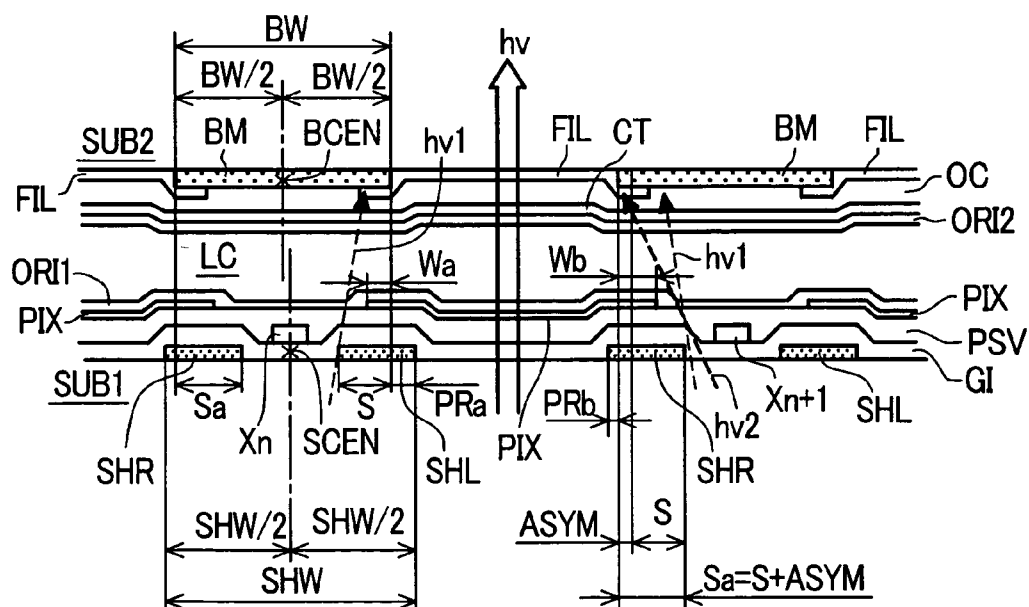 BW
hv
BW/2 BW/2
BM BCEN hv1 FIL CT BM FIL
SUB2
FIL
OC
ORI2
LC Wa Wb hv1
ORI1
PIX PIX
PSV
GI
SUB1
Sa S PRa PRb Xn+1
Xn SCEN PIX hv2 SHL
SHR SHL SHR
SHW/2 SHW/2 ASYM S
SHW Sa=S+ASYM